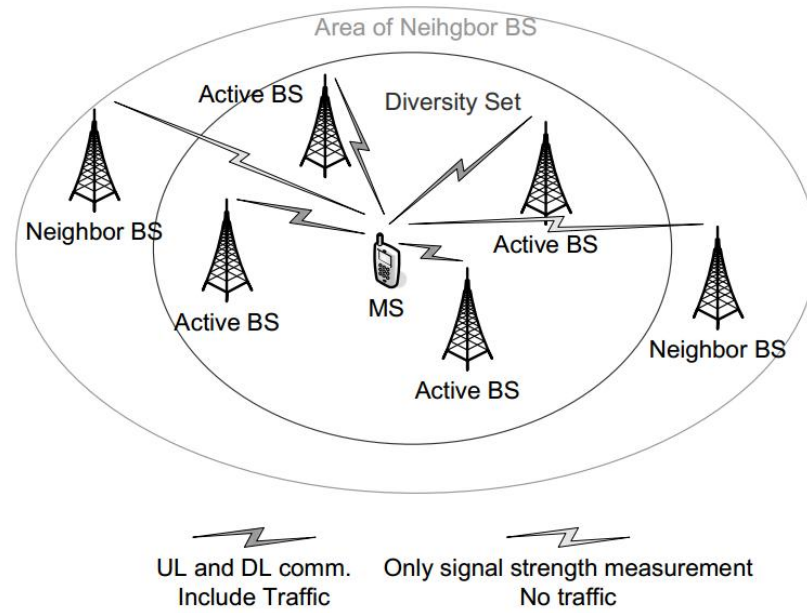 Area of Neihgbor BS
Active BS
Diversity Set
Neighbor BS
Active BS
Active BS
MS
Neighbor BS
Active BS
UL and DL comm.
Include Traffic
Only signal strength measurement
No traffic